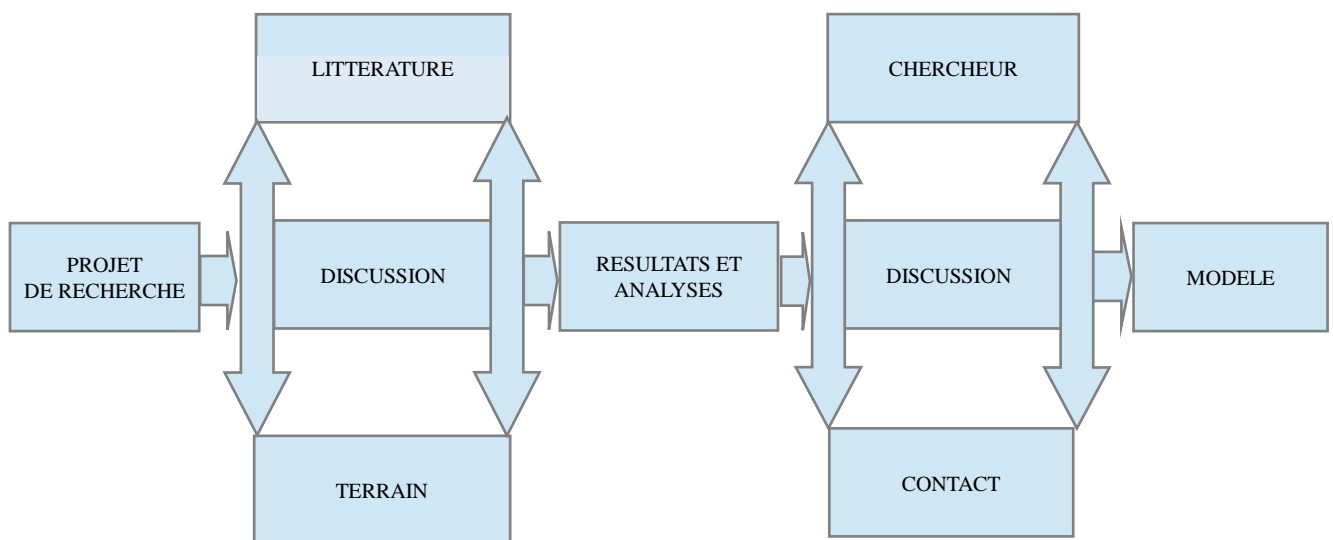 LITTERATURE
CHERCHEUR
PROJET
DE RECHERCHE
DISCUSSION
RESULTATS ET
ANALYSES
DISCUSSION
MODELE
TERRAIN
CONTACT